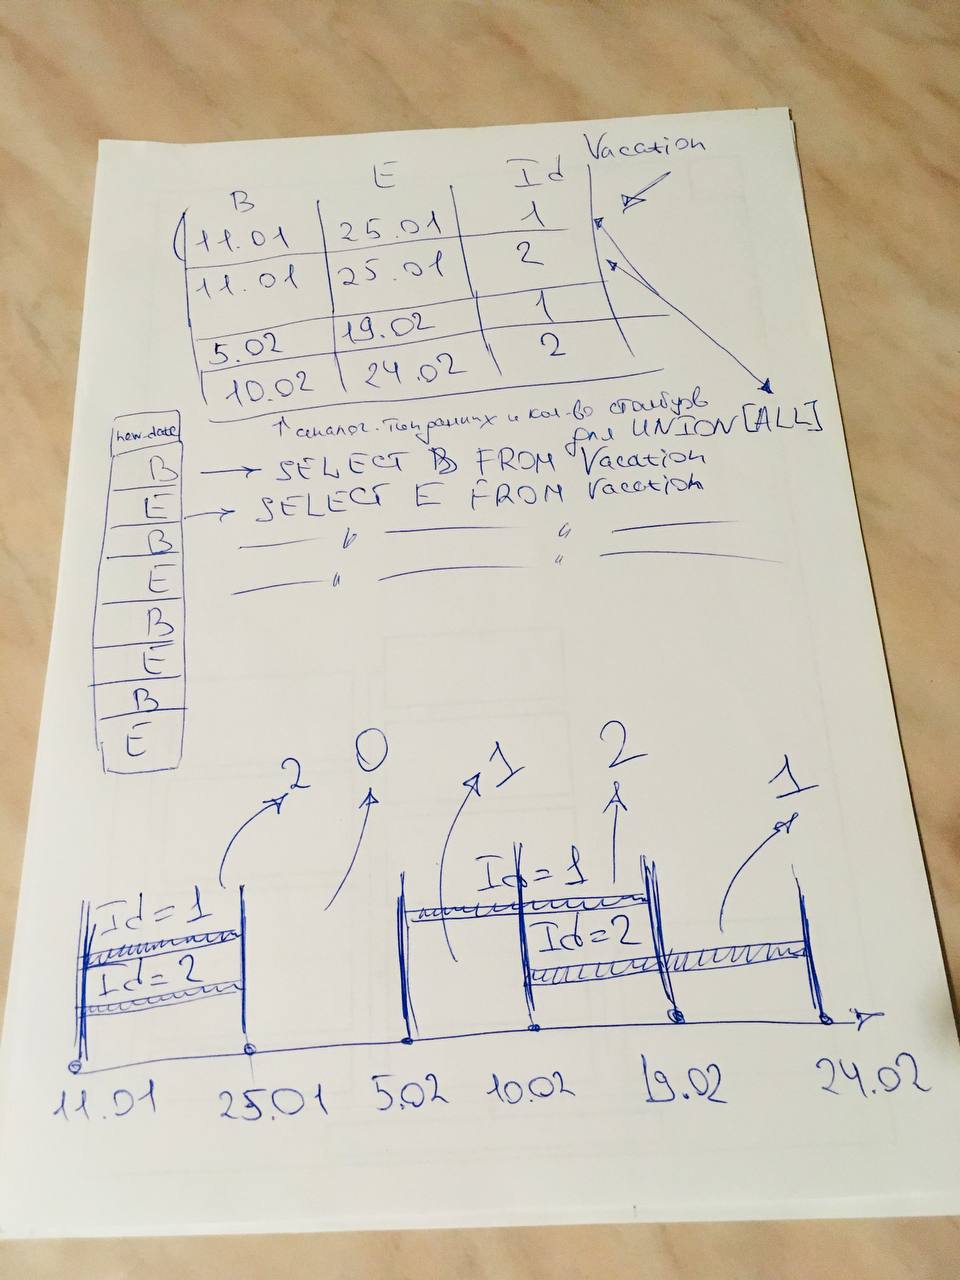 Vacation
B E Id
11.01 25.01 1
11.01 25.01 2
5.02 19.02 1
10.02 24.02 2
↑ аналог. тип данных и кол-во столбцов
для UNION [ALL]
new-date
B → SELECT B FROM Vacation
E → SELECT E FROM Vacation
B — " — " —
E — " — " —
B
E
B
E
2 0 1 2 1
Id=1 Id=1
Id=2 Id=2
11.01 25.01 5.02 10.02 19.02 24.02